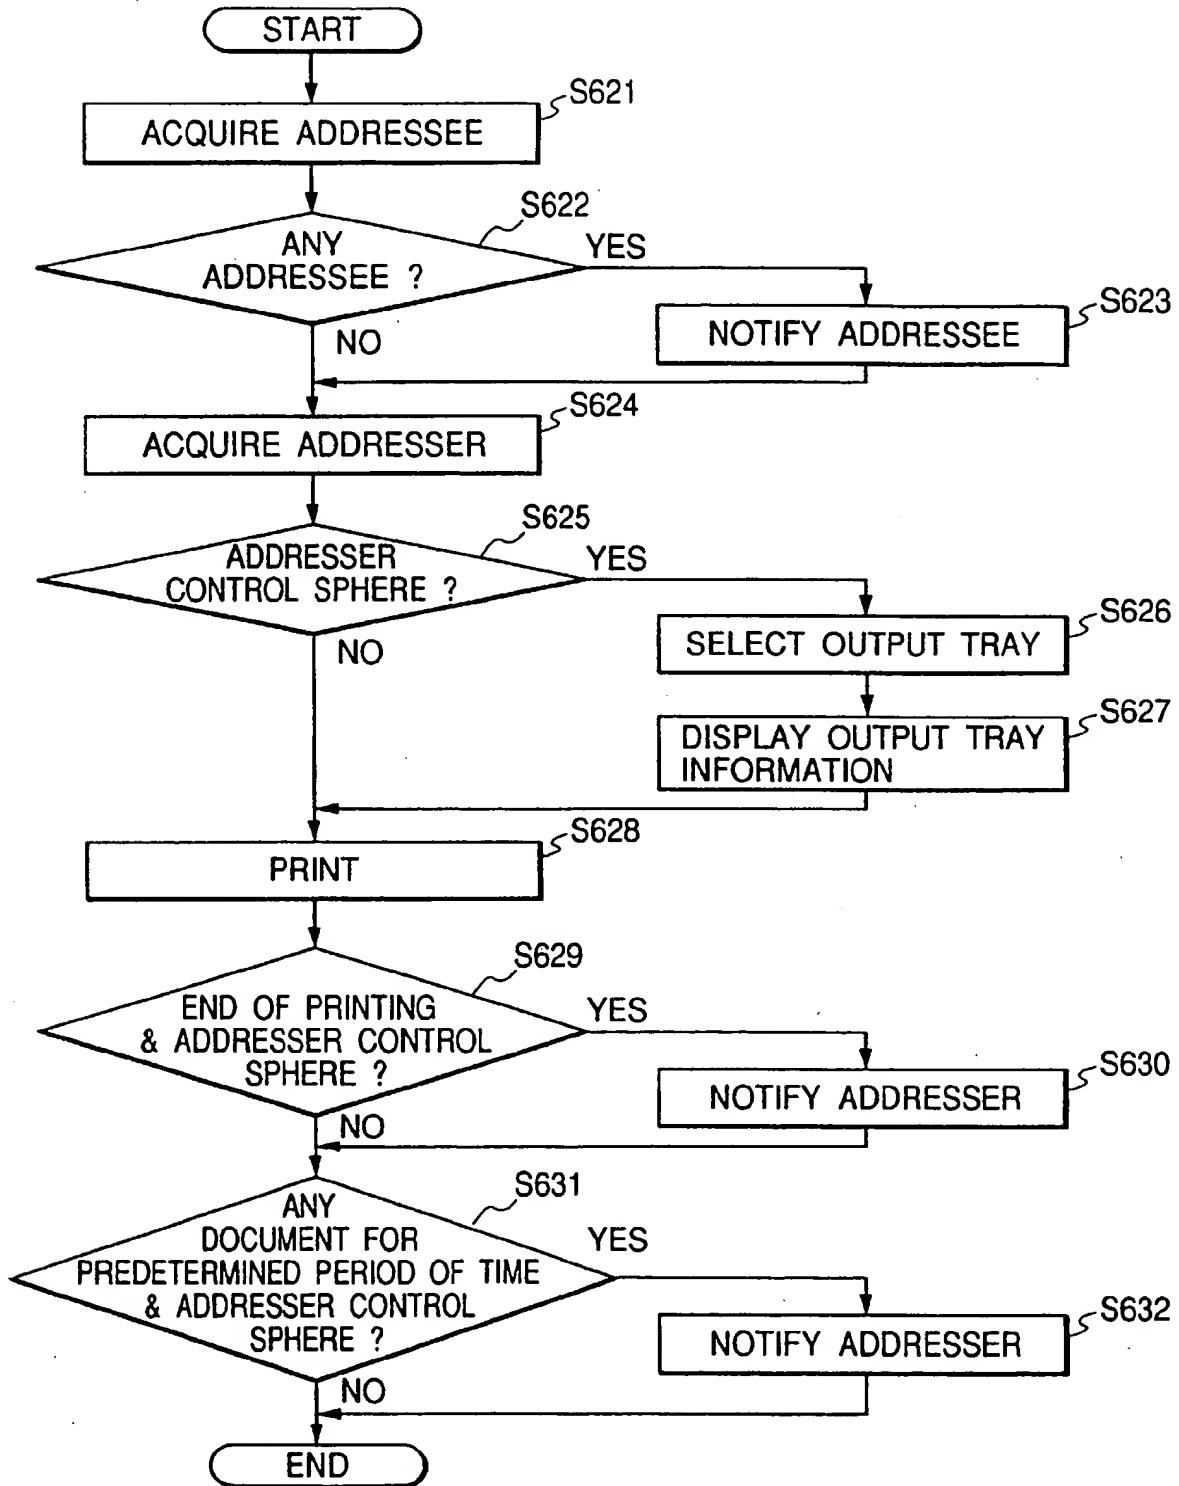 START
S621
ACQUIRE ADDRESSEE
S622
ANY
ADDRESSEE ?
YES
S623
NOTIFY ADDRESSEE
NO
S624
ACQUIRE ADDRESSER
S625
ADDRESSER
CONTROL SPHERE ?
YES
S626
SELECT OUTPUT TRAY
NO
S627
DISPLAY OUTPUT TRAY
INFORMATION
S628
PRINT
S629
END OF PRINTING
& ADDRESSER CONTROL
SPHERE ?
YES
S630
NOTIFY ADDRESSER
NO
S631
ANY
DOCUMENT FOR
PREDETERMINED PERIOD OF TIME
& ADDRESSER CONTROL
SPHERE ?
YES
S632
NOTIFY ADDRESSER
NO
END